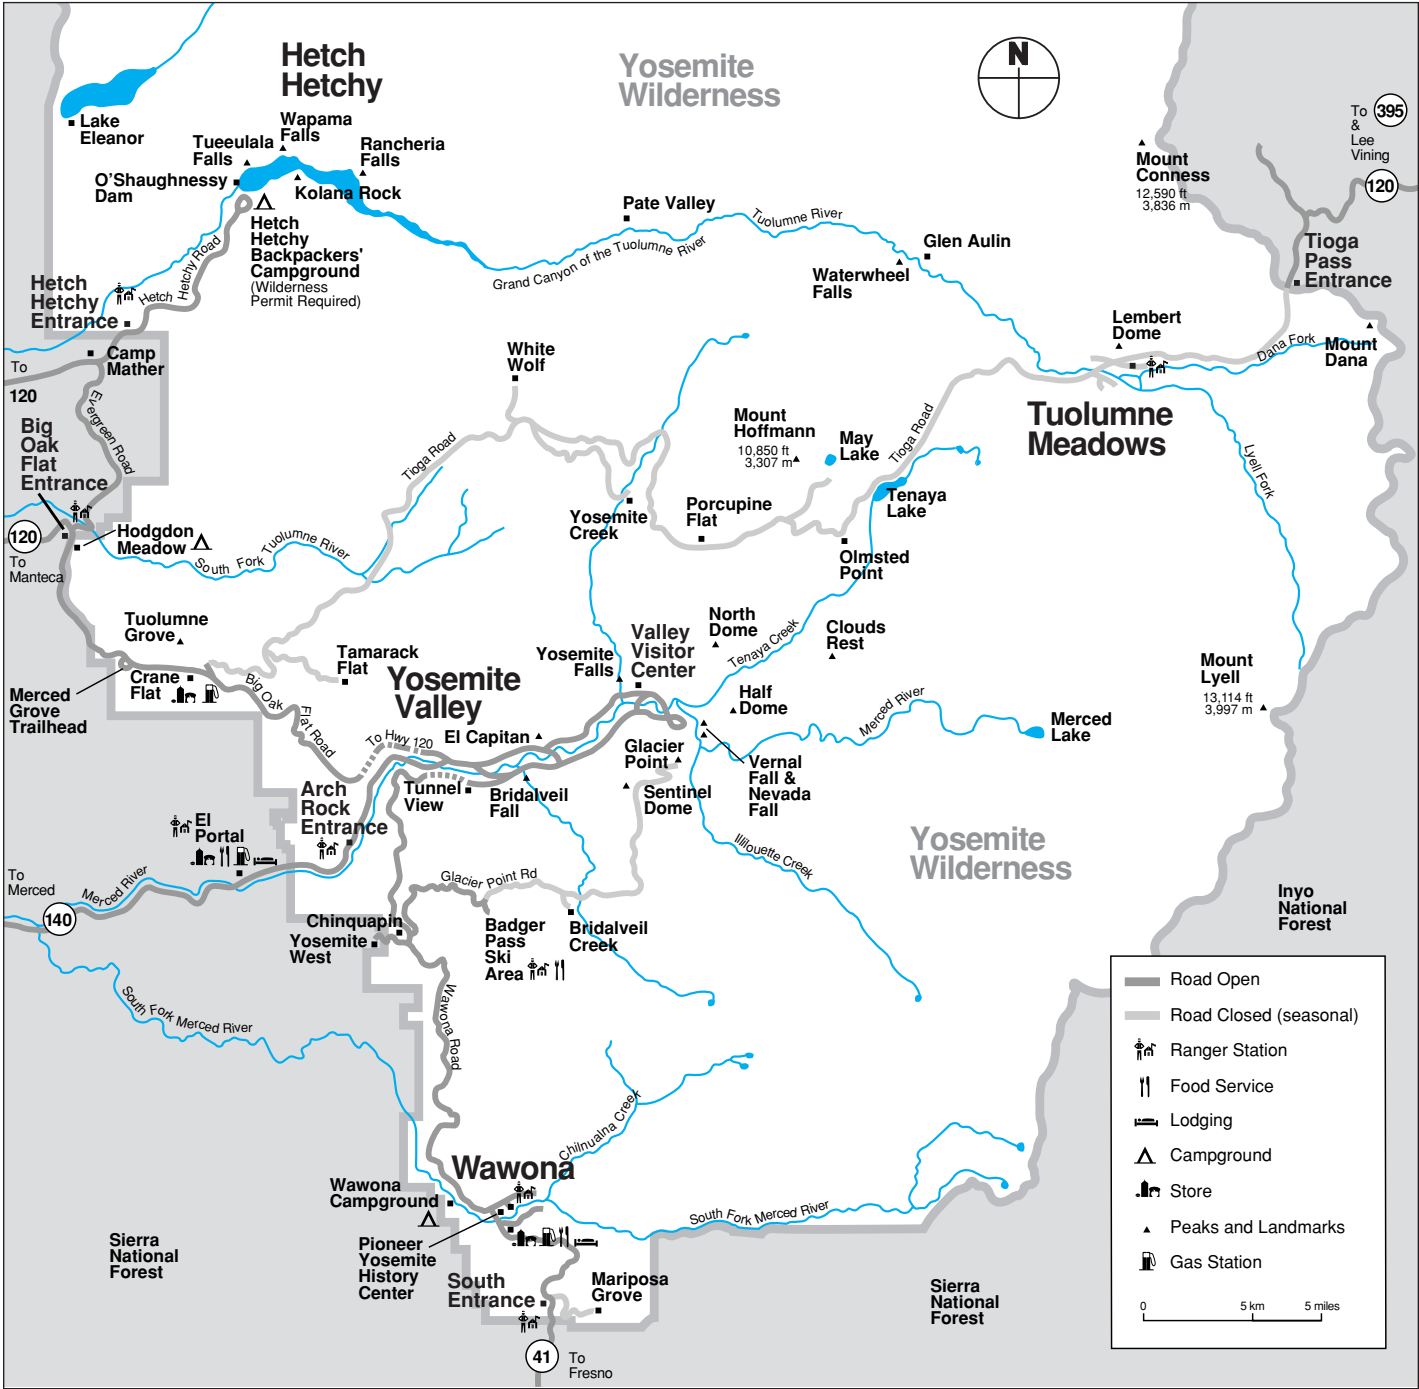 Hetch
Hetchy
Yosemite
Wilderness
N
To
&
Lee
Vining
395
120
Lake
Eleanor
Wapama
Falls
Tueeulala
Falls
Rancheria
Falls
O'Shaughnessy
Dam
Kolana Rock
Mount
Conness
12,590 ft
3,836 m
Hetch
Hetchy
Backpackers'
Campground
(Wilderness
Permit Required)
Pate Valley
Tuolumne River
Grand Canyon of the Tuolumne River
Glen Aulin
Waterwheel
Falls
Tioga
Pass
Entrance
Hetch
Hetchy
Entrance
Hetch
Hetchy Road
Camp
Mather
To
120
Lembert
Dome
Dana Fork
Mount
Dana
White
Wolf
Evergreen Road
Big
Oak
Flat
Entrance
Tuolumne
Meadows
Mount
Hoffmann
10,850 ft
3,307 m
May
Lake
Tioga Road
Tioga Road
Lyell Fork
Tenaya
Lake
Yosemite
Creek
Porcupine
Flat
Olmsted
Point
120
To
Manteca
Hodgdon
Meadow
South Fork Tuolumne River
Tuolumne
Grove
North
Dome
Clouds
Rest
Tenaya Creek
Valley
Visitor
Center
Yosemite
Falls
Tamarack
Flat
Yosemite
Valley
Mount
Lyell
13,114 ft
3,997 m
Merced
Grove
Trailhead
Crane
Flat
Big Oak
Flat Road
Half
Dome
Merced River
Merced
Lake
To Hwy 120
El Capitan
Glacier
Point
Vernal
Fall &
Nevada
Fall
Tunnel
View
Bridalveil
Fall
Sentinel
Dome
Arch
Rock
Entrance
El
Portal
Illilouette Creek
Yosemite
Wilderness
To
Merced
Merced River
140
Glacier Point Rd
Inyo
National
Forest
Chinquapin
Yosemite
West
Badger
Pass
Ski
Area
Bridalveil
Creek
South Fork Merced River
Wawona Road
Road Open
Road Closed (seasonal)
Ranger Station
Food Service
Lodging
Campground
Store
Peaks and Landmarks
Gas Station
0
5 km
5 miles
Chilnualna Creek
Wawona
Wawona
Campground
South Fork Merced River
Pioneer
Yosemite
History
Center
Sierra
National
Forest
South
Entrance
Mariposa
Grove
Sierra
National
Forest
41
To
Fresno